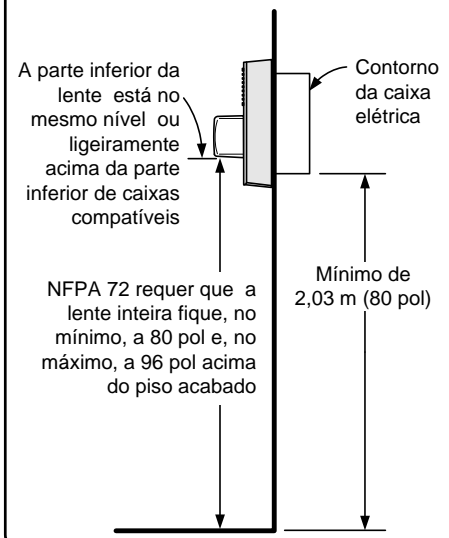 A parte inferior da
lente está no
mesmo nível ou
ligeiramente
acima da parte
inferior de caixas
compatíveis
Contorno
da caixa
elétrica
NFPA 72 requer que a
lente inteira fique, no
mínimo, a 80 pol e, no
máximo, a 96 pol acima
do piso acabado
Mínimo de
2,03 m (80 pol)